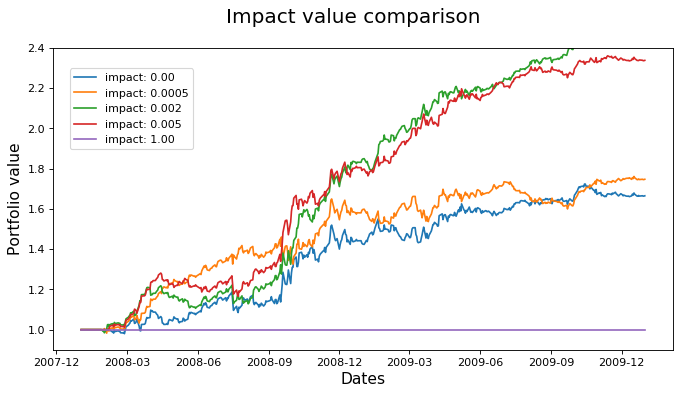 Impact value comparison
2.4
2.2
2.0
1.8
1.6
1.4
1.2
1.0
Portfolio value
impact: 0.00
impact: 0.0005
impact: 0.002
impact: 0.005
impact: 1.00
2007-12 2008-03 2008-06 2008-09 2008-12 2009-03 2009-06 2009-09 2009-12
Dates